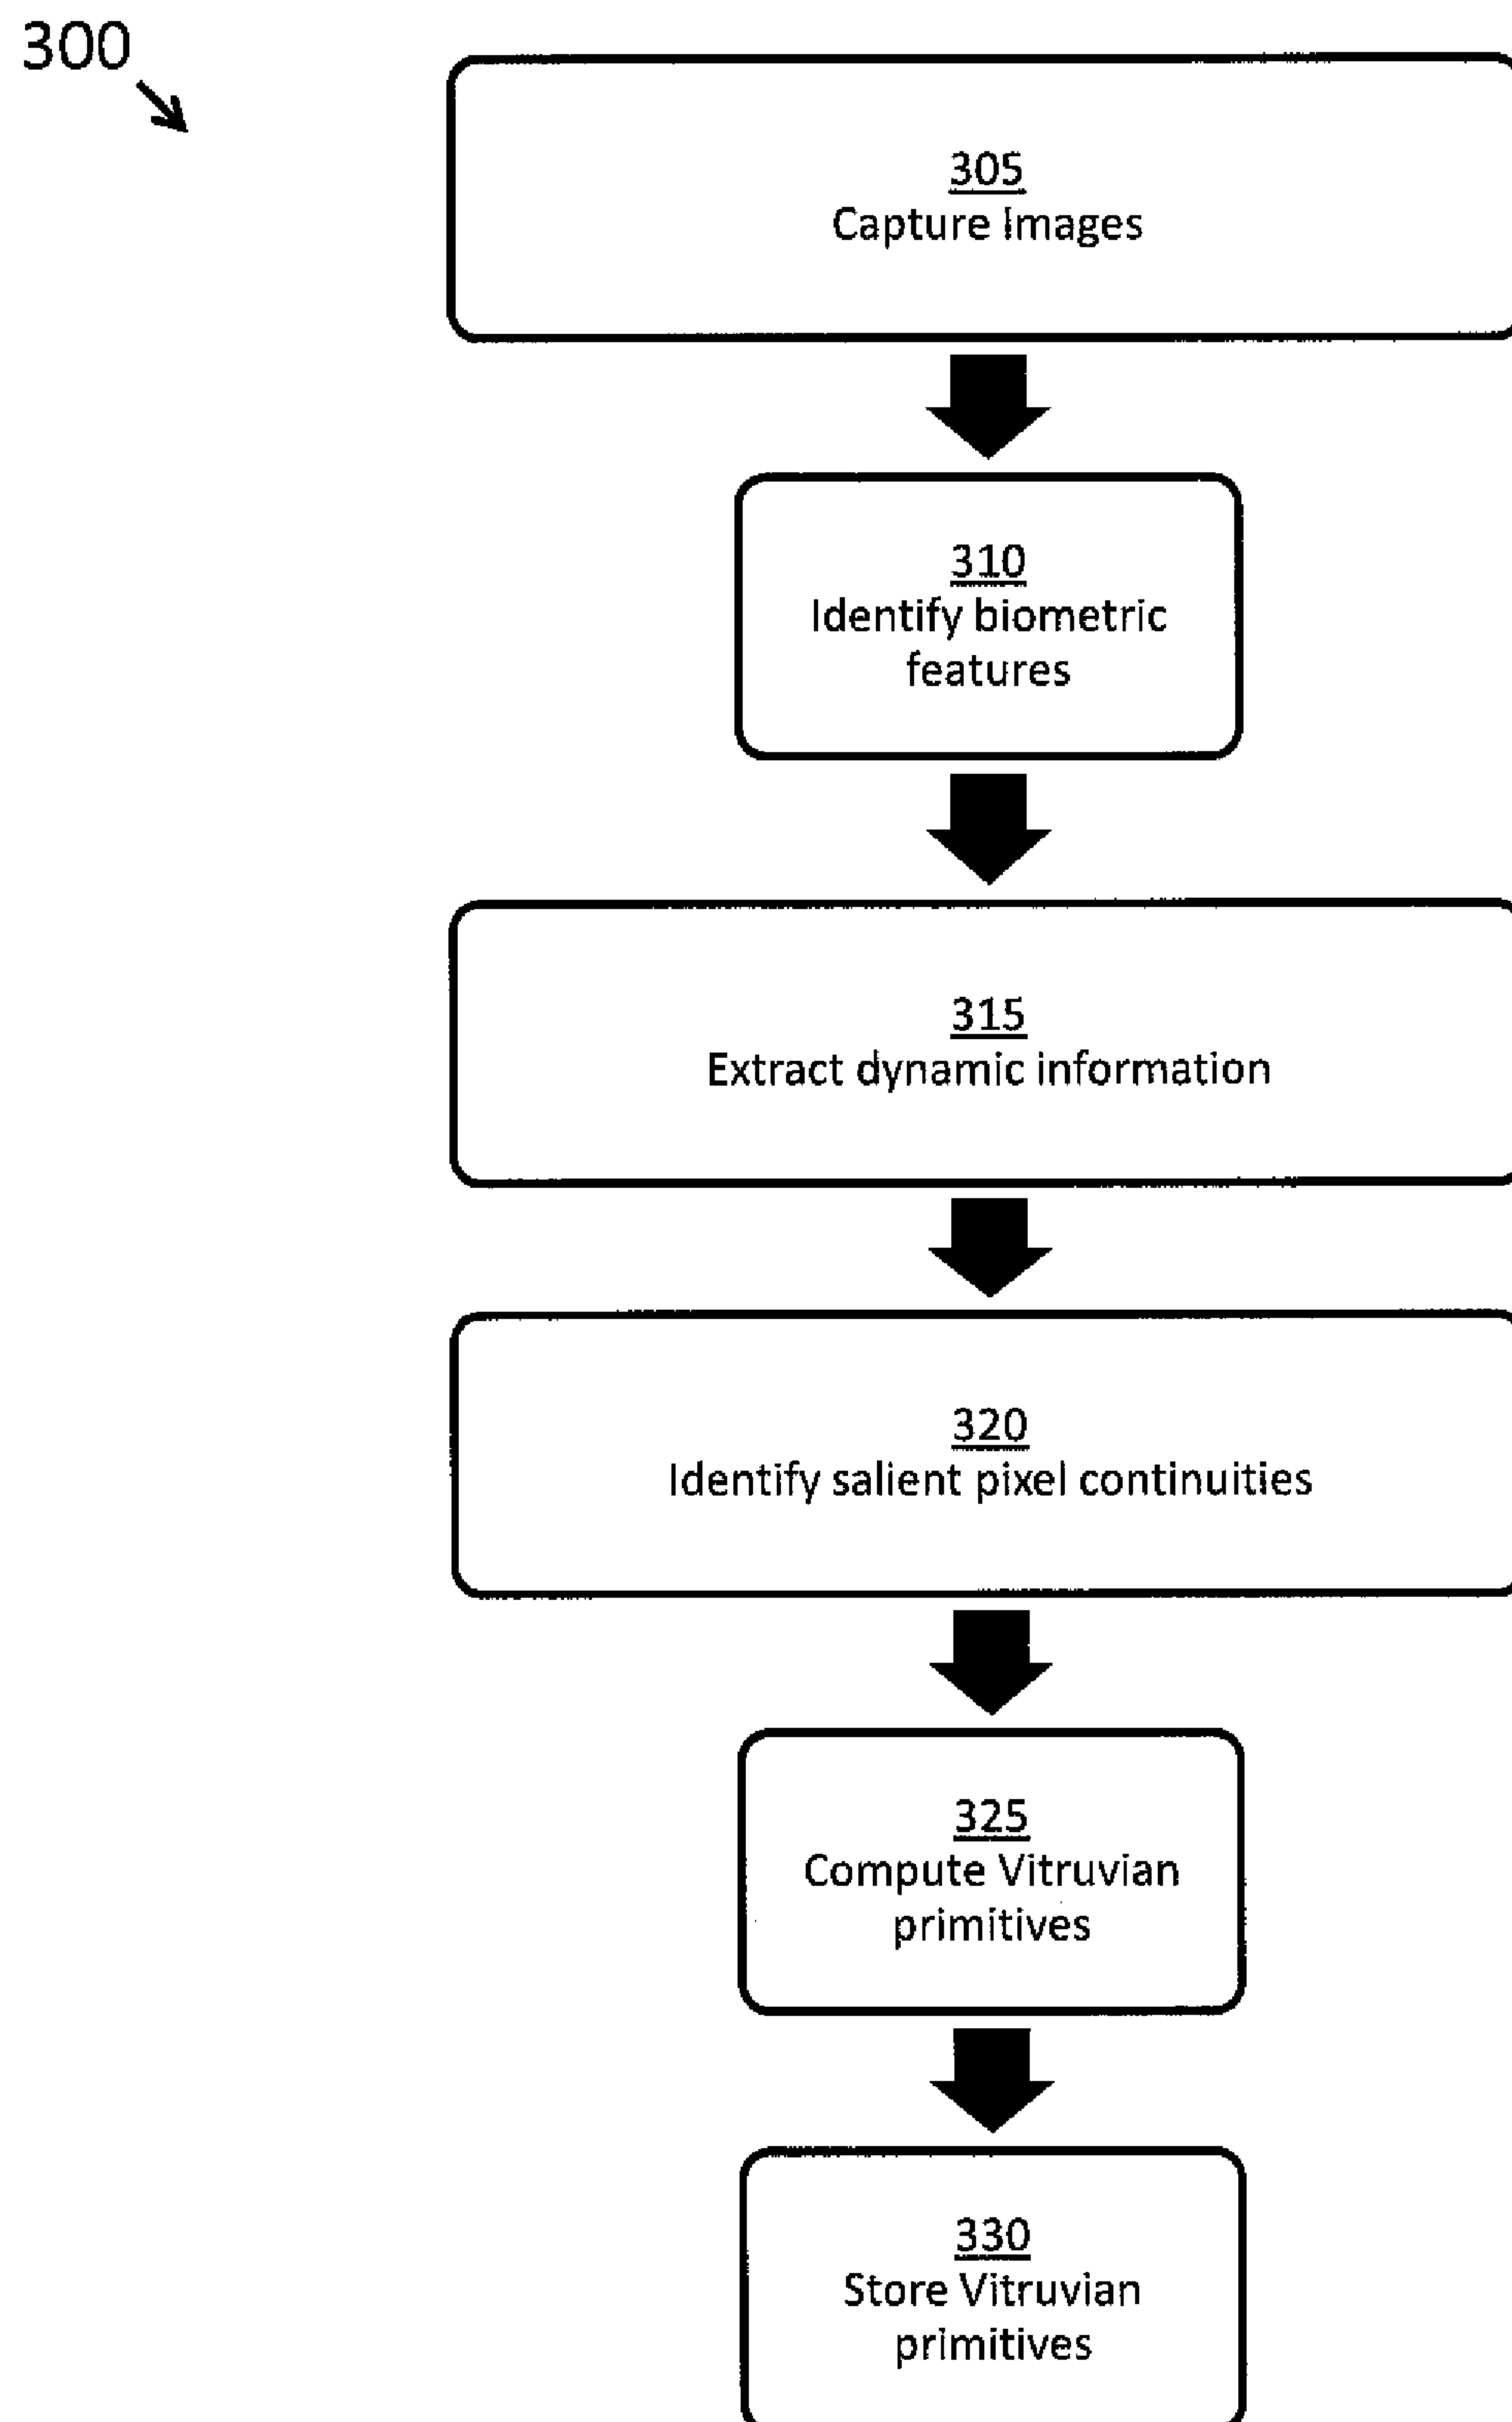 300
305
Capture Images
310
Identify biometric
features
315
Extract dynamic information
320
Identify salient pixel continuities
325
Compute Vitruvian
primitives
330
Store Vitruvian
primitives